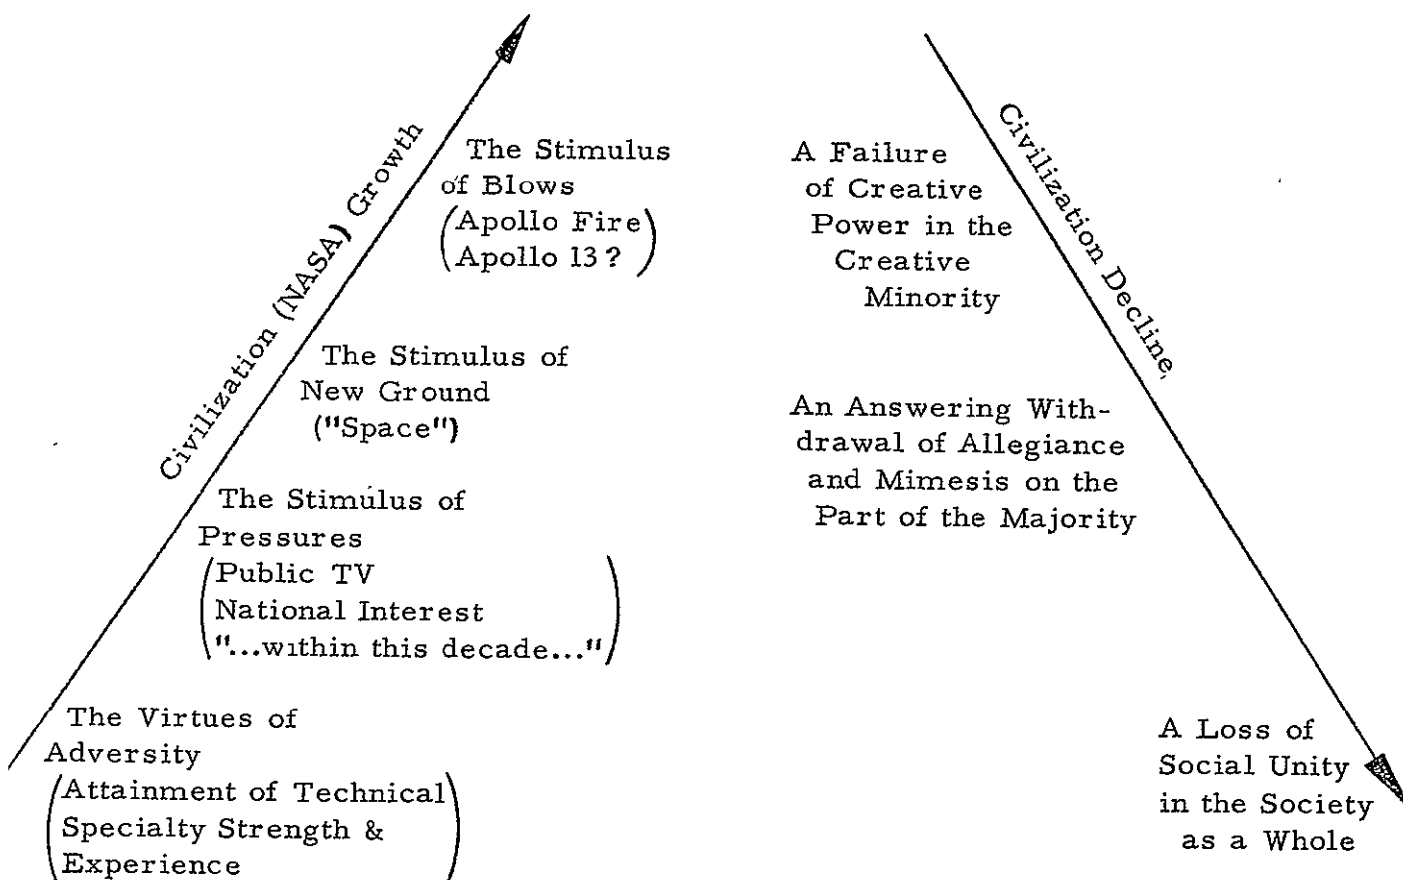 Civilization (NASA) Growth
The Stimulus
of Blows
(Apollo Fire
Apollo 13 ?)
The Stimulus of
New Ground
("Space")
The Stimulus of
Pressures
(Public TV
National Interest
"...within this decade...")
The Virtues of
Adversity
(Attainment of Technical
Specialty Strength &
Experience
Civilization Decline
A Failure
of Creative
Power in the
Creative
Minority
An Answering With-
drawal of Allegiance
and Mimesis on the
Part of the Majority
A Loss of
Social Unity
in the Society
as a Whole